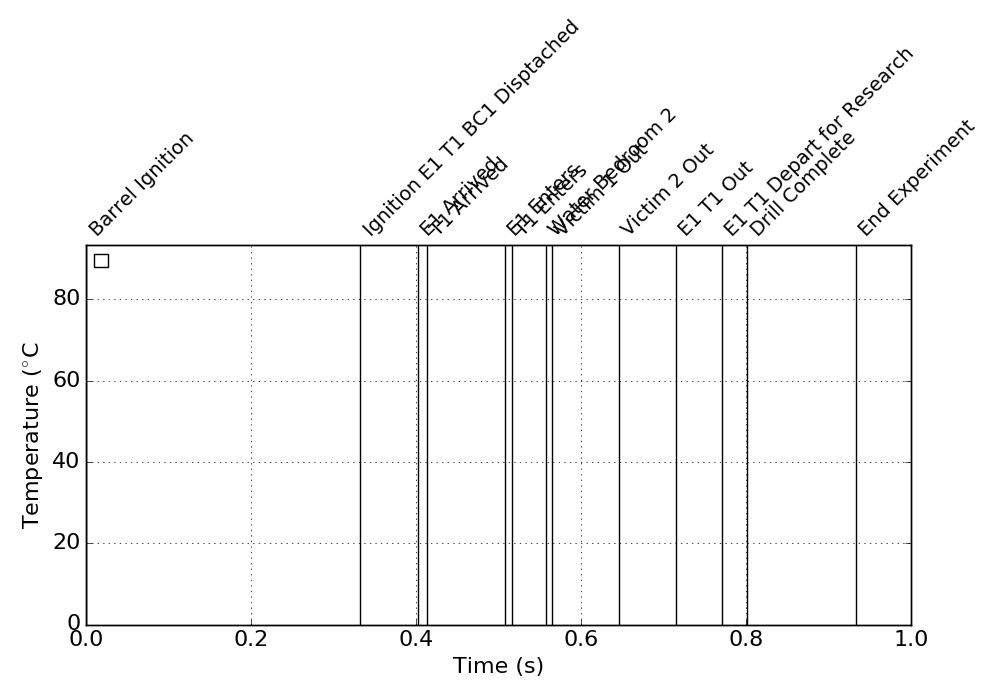 Barrel Ignition
Ignition E1 T1 BC1 Disptached
E1 Arrived
T1 Arrived
E1 Enters
T1 Enters
Water Bedroom 2
Victim 1 Out
Victim 2 Out
E1 T1 Out
E1 T1 Depart for Research
Drill Complete
End Experiment
80
60
40
20
0
Temperature (°C
0.0 0.2 0.4 0.6 0.8 1.0
Time (s)